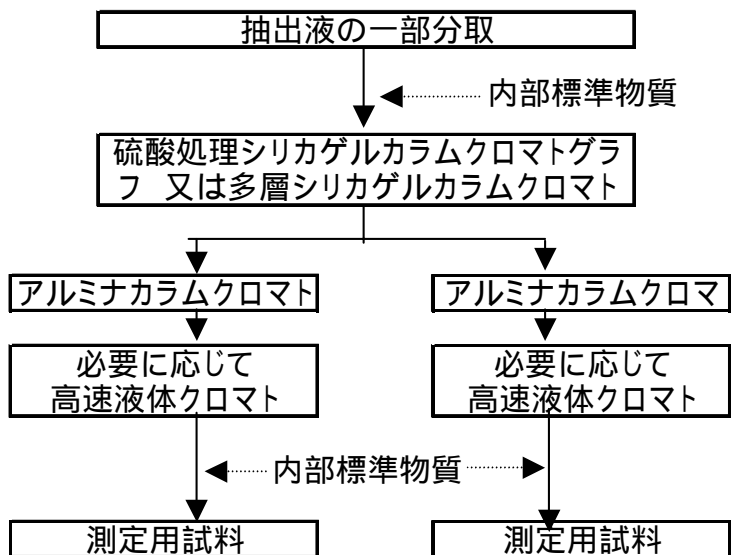 抽出液の一部分取
内部標準物質
硫酸処理シリカゲルカラムクロマトグラ
フ 又は多層シリカゲルカラムクロマト
アルミナカラムクロマト
アルミナカラムクロマ
必要に応じて
高速液体クロマト
必要に応じて
高速液体クロマト
内部標準物質
測定用試料
測定用試料